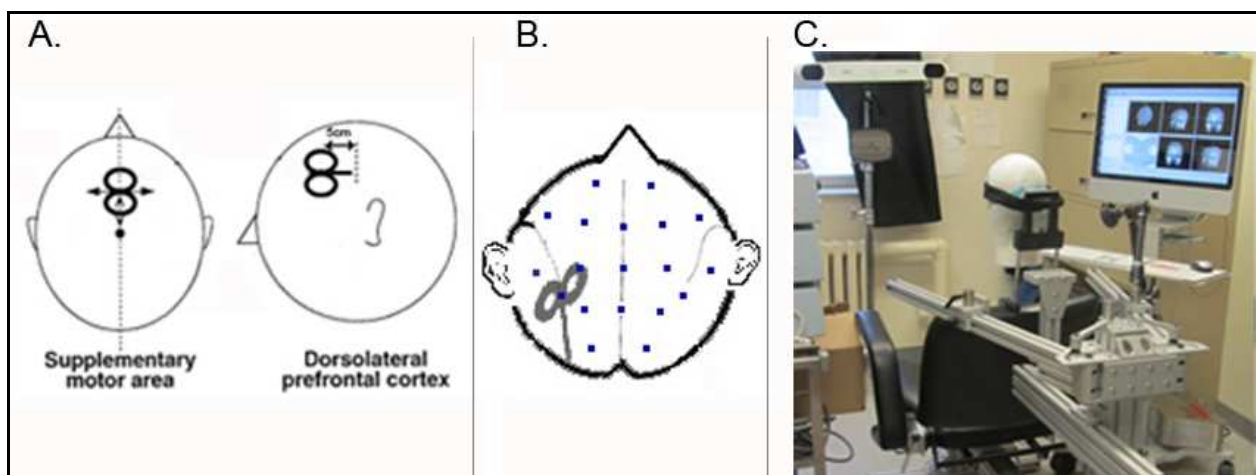 A.
B.
C.
5cm
Supplementary
motor area
Dorsolateral
prefrontal cortex